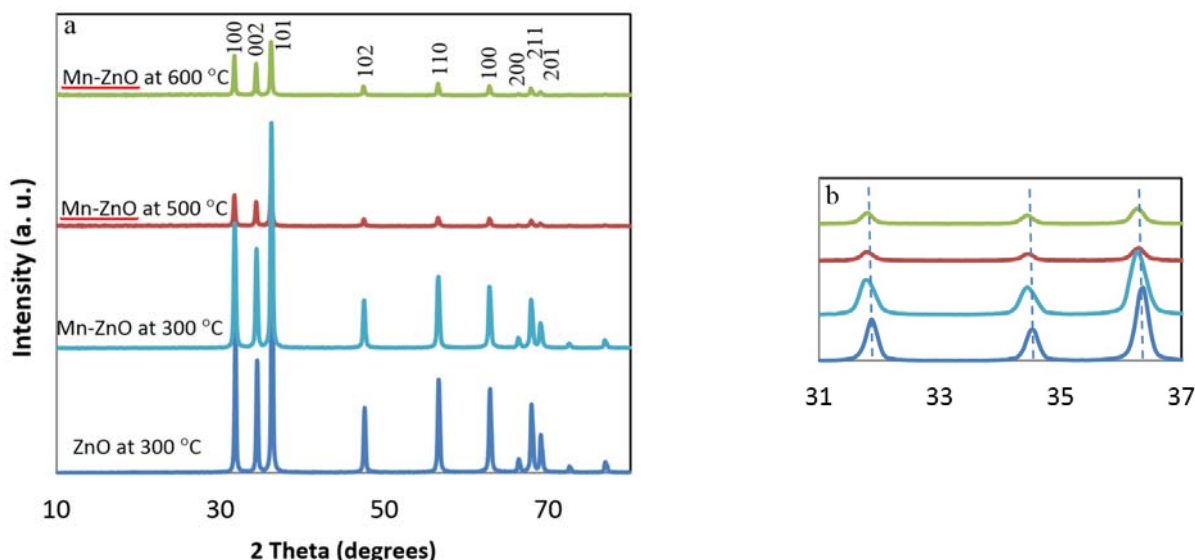 a
100
002
101
102
110
100
200
211
201
Mn-ZnO at 600 °C
Mn-ZnO at 500 °C
Mn-ZnO at 300 °C
ZnO at 300 °C
Intensity (a. u.)
10 30 50 70
2 Theta (degrees)
b
31 33 35 37